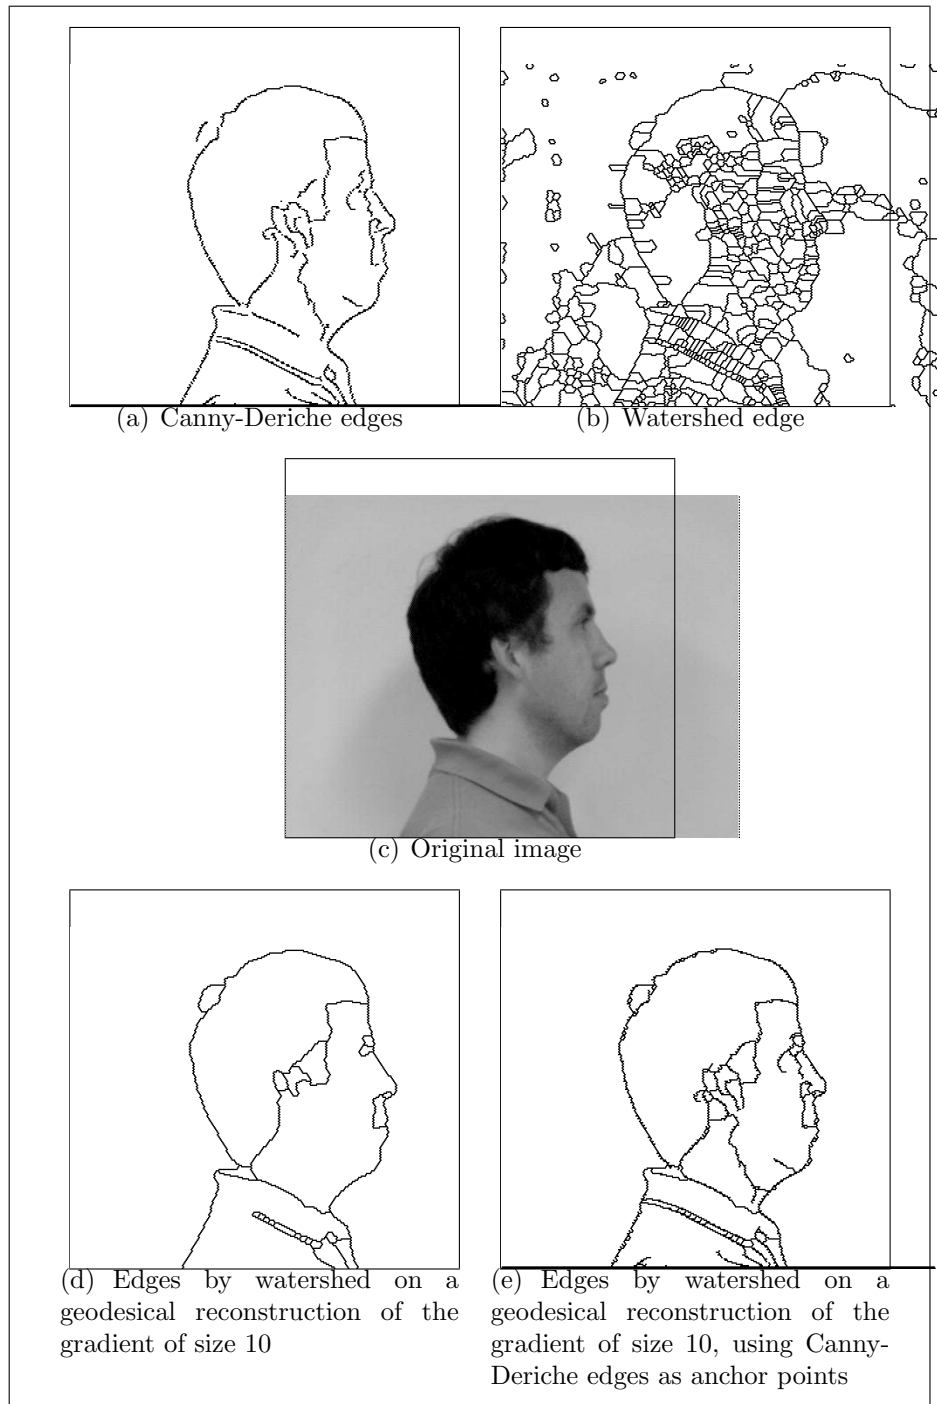 (a) Canny-Deriche edges
(b) Watershed edge
(c) Original image
(d) Edges by watershed on a
geodesical reconstruction of the
gradient of size 10
(e) Edges by watershed on a
geodesical reconstruction of the
gradient of size 10, using Canny-
Deriche edges as anchor points